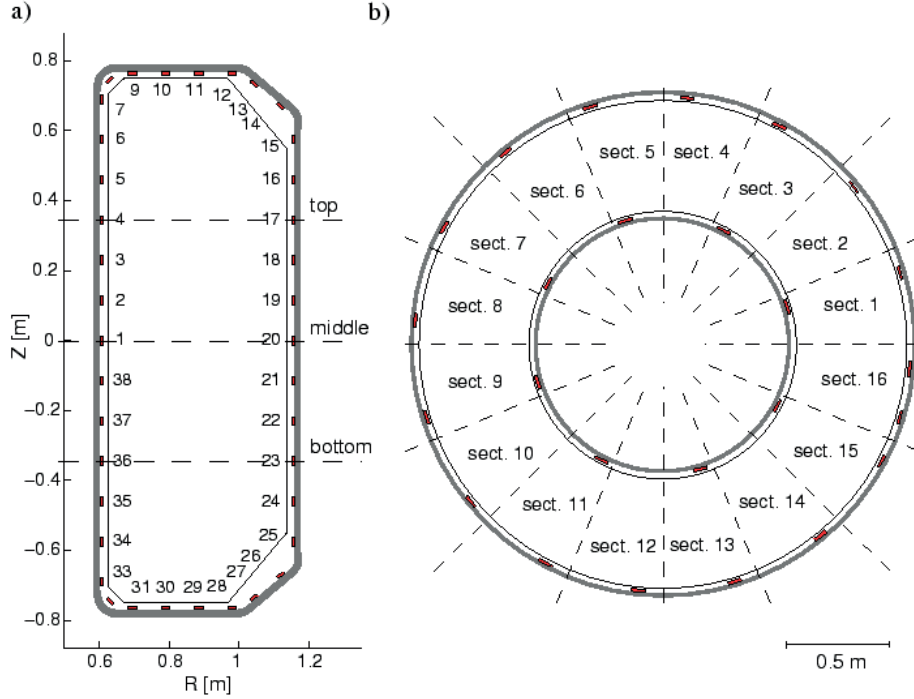 a)
0.8
0.6
0.4
0.2
0
−0.2
−0.4
−0.6
−0.8
Z [m]
0.6 0.8 1 1.2
R [m]
9 10 11 12
13
14
15
16
17
18
19
20
21
22
23
24
25
26
27
28
29
30
31
33
34
35
36
37
38
1
2
3
4
5
6
7
top
middle
bottom
b)
sect. 5 sect. 4
sect. 6 sect. 3
sect. 7 sect. 2
sect. 8 sect. 1
sect. 9 sect. 16
sect. 10 sect. 15
sect. 11 sect. 14
sect. 12 sect. 13
0.5 m